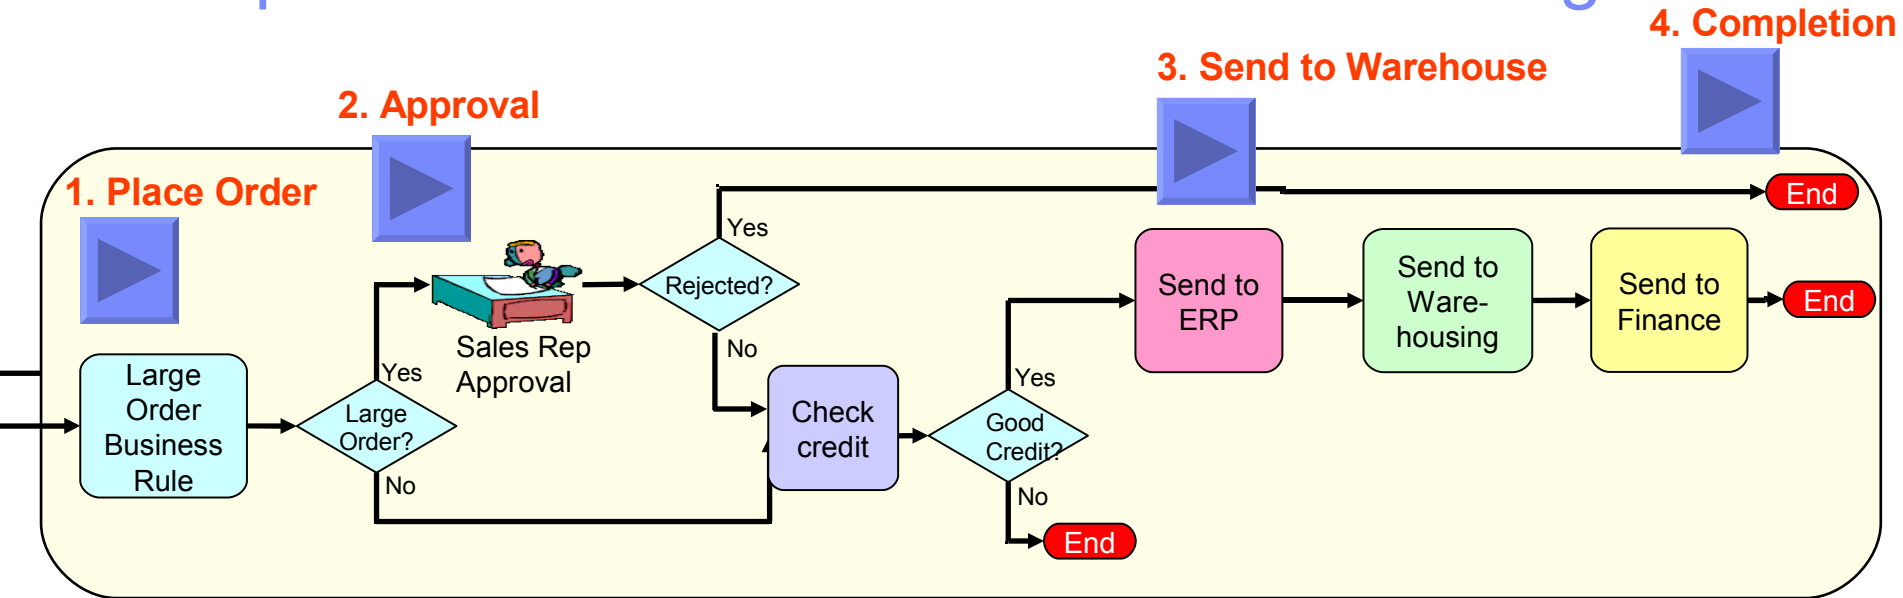 4. Completion
3. Send to Warehouse
2. Approval
1. Place Order
End
Yes
Rejected?
No
Send to
ERP
Send to
Ware-
housing
Send to
Finance
End
Sales Rep
Approval
Large
Order
Business
Rule
Yes
Large
Order?
No
Check
credit
Yes
Good
Credit?
No
End